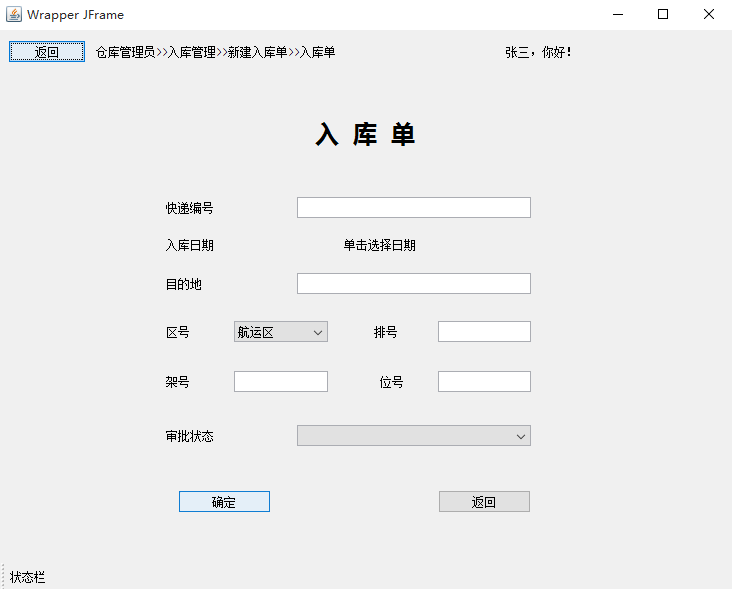 Wrapper JFrame
返回 仓库管理员>>入库管理>>新建入库单>>入库单 张三，你好！
入 库 单
快递编号
入库日期 单击选择日期
目的地
区号 航运区 排号
架号 位号
审批状态
确定 返回
状态栏